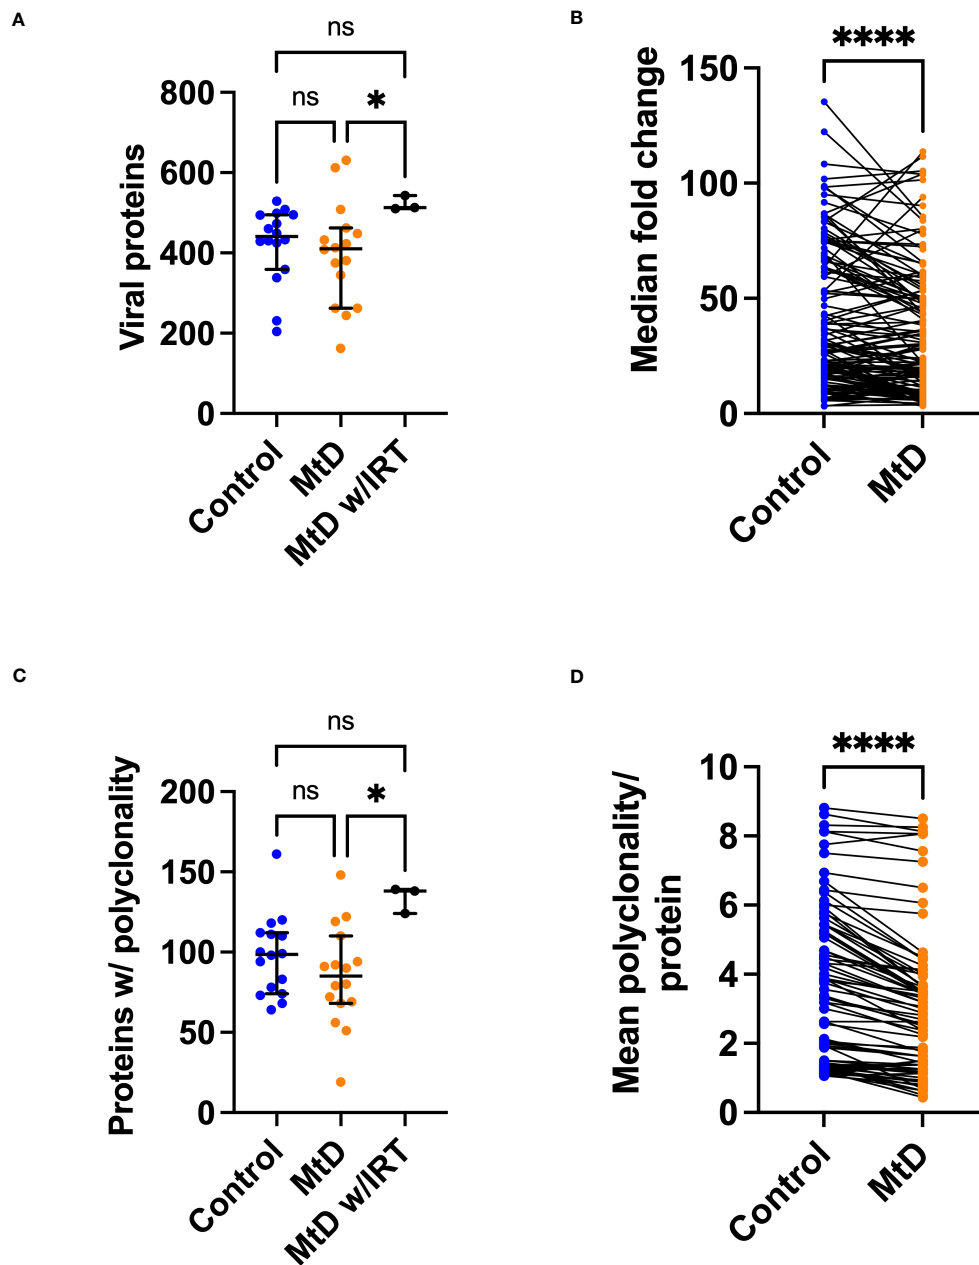 A
ns
ns
*
800
600
400
200
0
Viral proteins
Control
MtD
MtD w/IRT
B
****
150
100
50
0
Median fold change
Control
MtD
C
ns
ns
*
200
150
100
50
0
Proteins w/ polyclonality
Control
MtD
MtD w/IRT
D
****
10
8
6
4
2
0
Mean polyclonality/
protein
Control
MtD